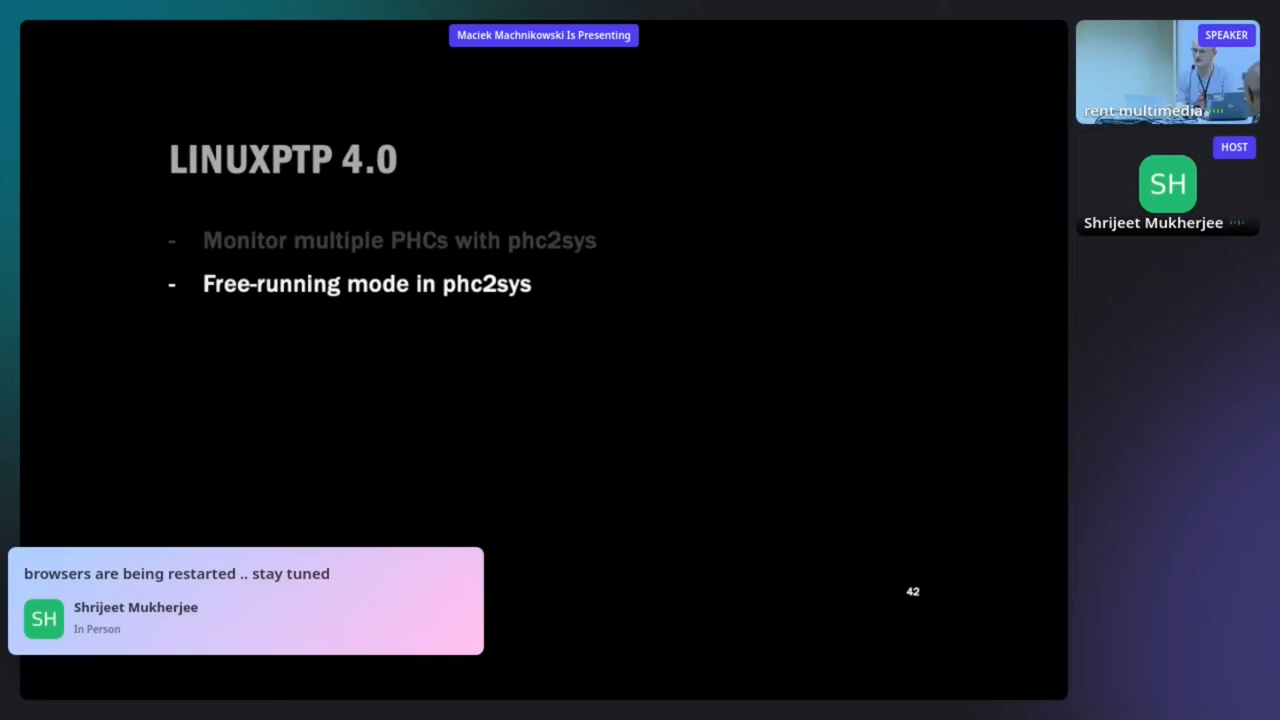 Maciek Machnikowski Is Presenting
SPEAKER
rent multimedia
HOST
SH
Shrijeet Mukherjee
LINUXPTP 4.0
- Monitor multiple PHCs with phc2sys
- Free-running mode in phc2sys
42
browsers are being restarted .. stay tuned
SH
Shrijeet Mukherjee
In Person